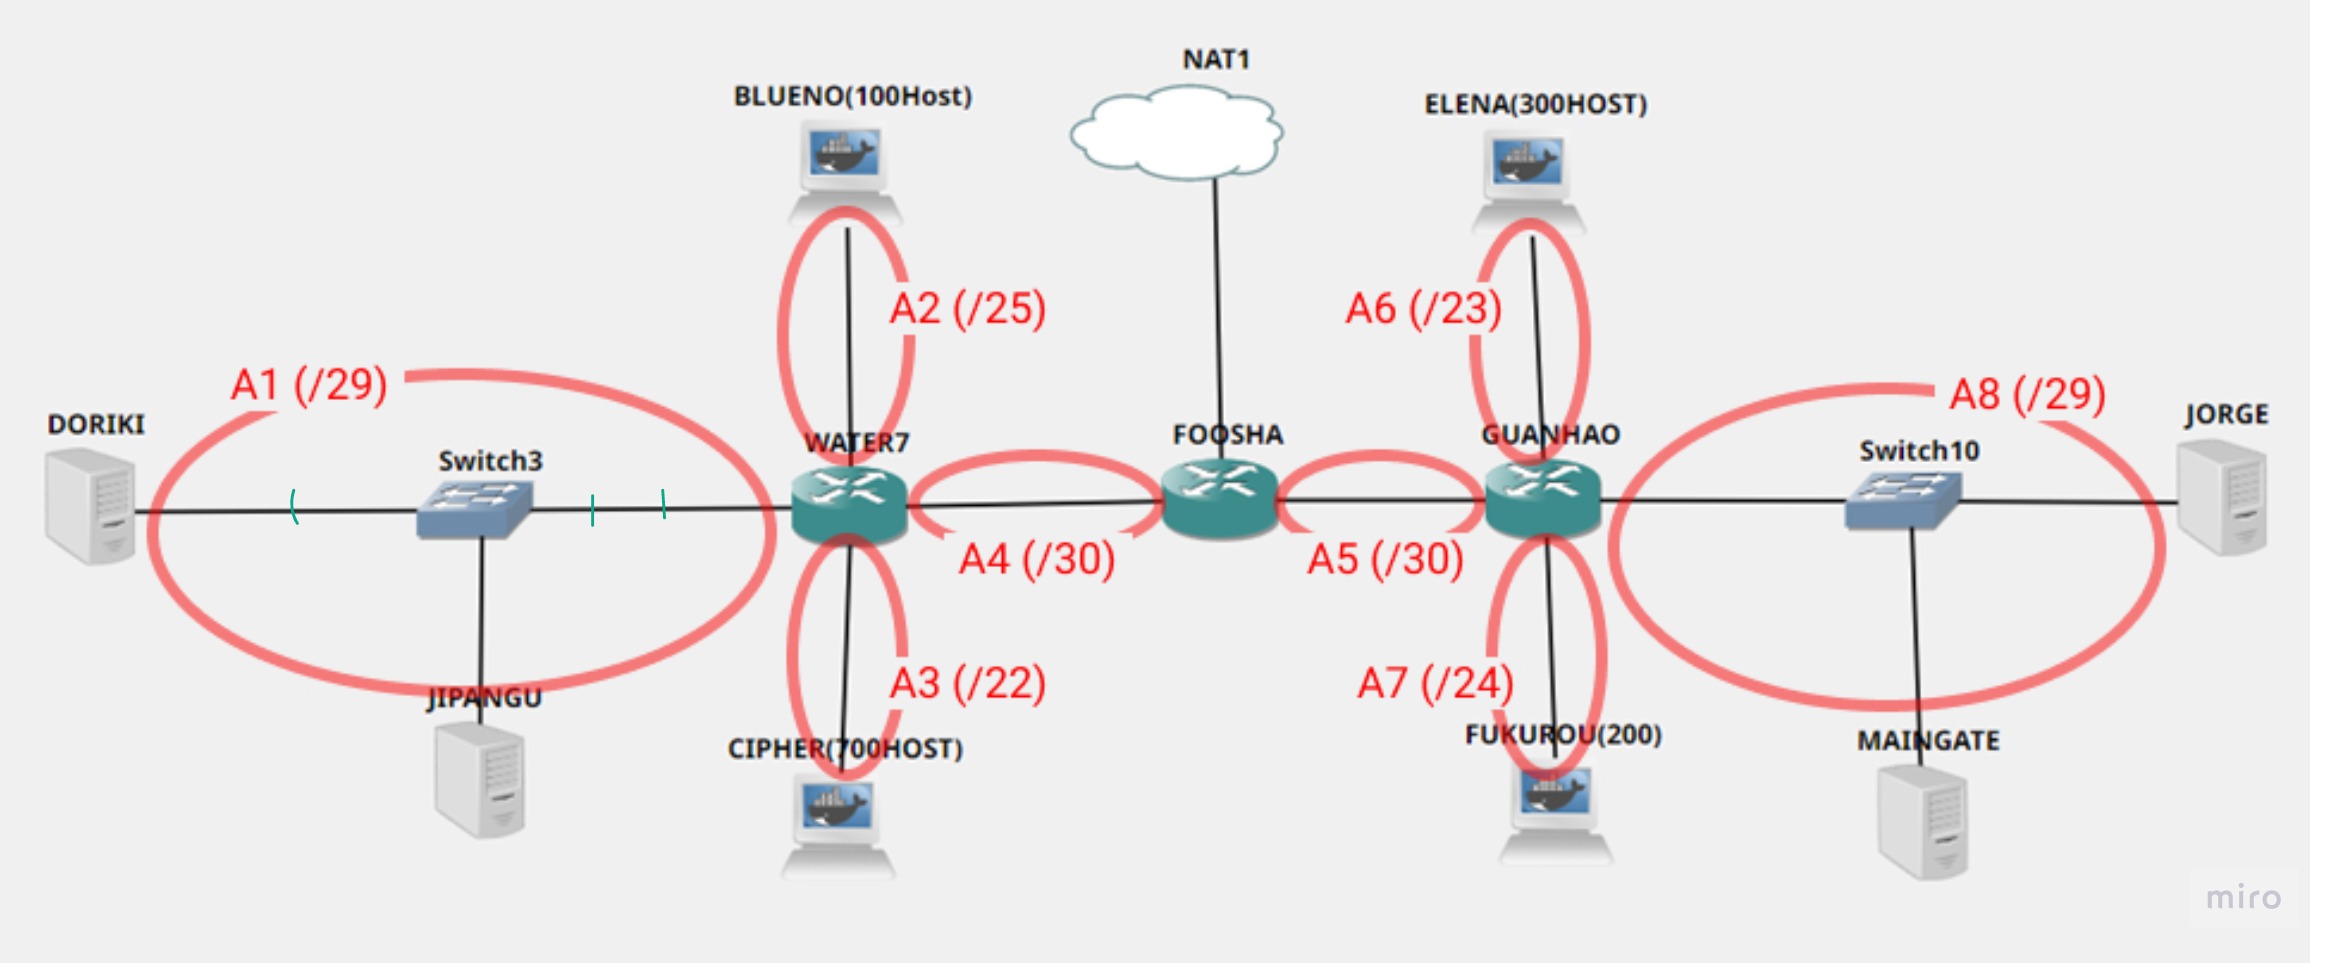 NAT1
BLUENO(100Host)
ELENA(300HOST)
A2 (/25)
A6 (/23)
A1 (/29)
A8 (/29)
DORIKI
JORGE
WATER7
FOOSHA
GUANHAO
Switch3
Switch10
A4 (/30)
A5 (/30)
A3 (/22)
A7 (/24)
JIPANGU
CIPHER(700HOST)
FUKUROU(200)
MAINGATE
miro